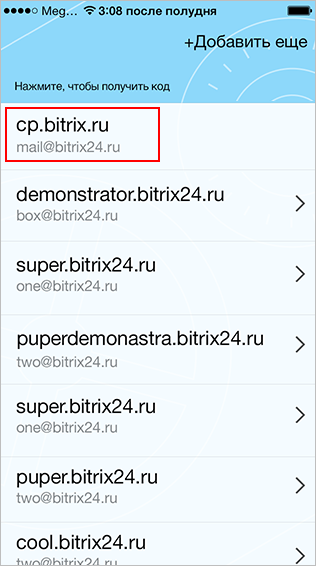 Meg... 3:08 после полудня
+Добавить еще
Нажмите, чтобы получить код
cp.bitrix.ru
mail@bitrix24.ru
demonstrator.bitrix24.ru
box@bitrix24.ru
super.bitrix24.ru
one@bitrix24.ru
puperdemonastra.bitrix24.ru
two@bitrix24.ru
super.bitrix24.ru
one@bitrix24.ru
puper.bitrix24.ru
two@bitrix24.ru
cool.bitrix24.ru
two@bitrix24.ru